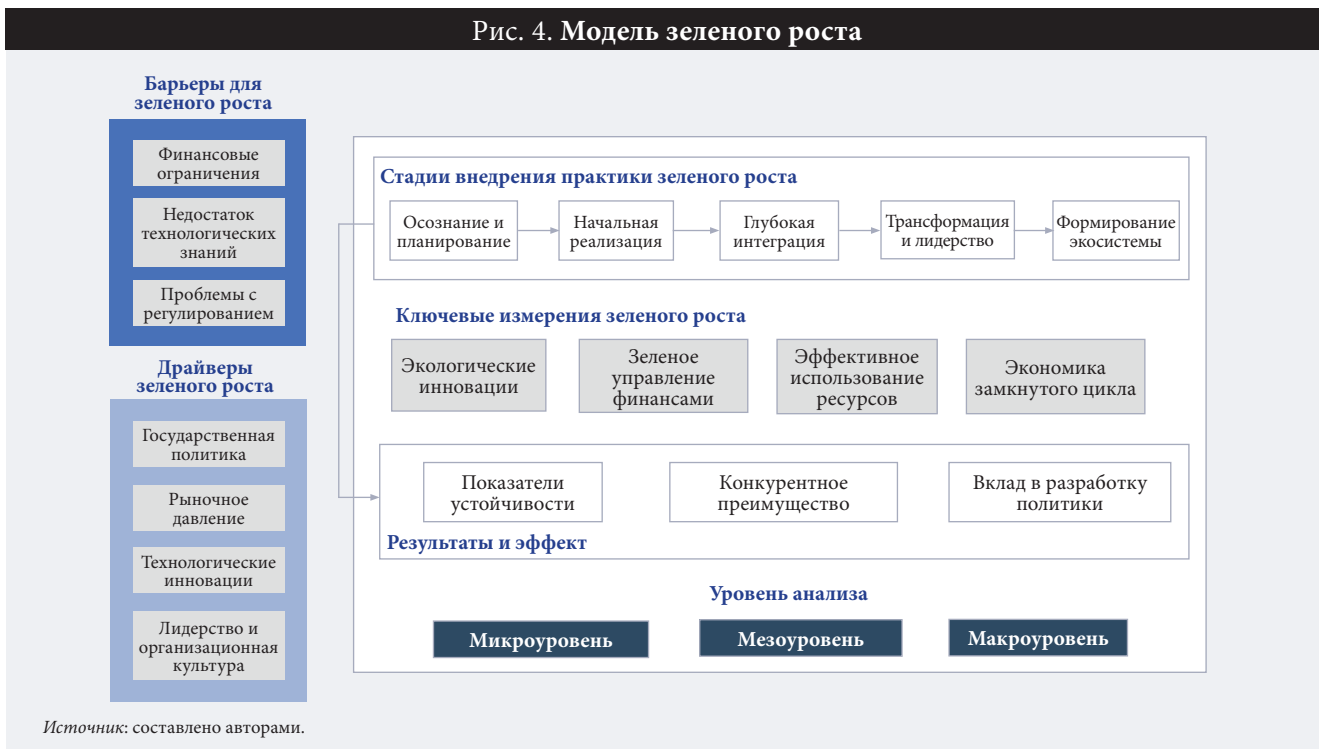 Рис. 4. Модель зеленого роста
Барьеры для
зеленого роста
Финансовые
ограничения
Недостаток
технологических
знаний
Проблемы с
регулированием
Драйверы
зеленого роста
Государственная
политика
Рыночное
давление
Технологические
инновации
Лидерство и
организационная
культура
Стадии внедрения практики зеленого роста
Осознание и
планирование
Начальная
реализация
Глубокая
интеграция
Трансформация
и лидерство
Формирование
экосистемы
Ключевые измерения зеленого роста
Экологические
инновации
Зеленое
управление
финансами
Эффективное
использование
ресурсов
Экономика
замкнутого цикла
Показатели
устойчивости
Конкурентное
преимущество
Вклад в разработку
политики
Результаты и эффект
Уровень анализа
Микроуровень
Мезоуровень
Макроуровень
Источник: составлено авторами.